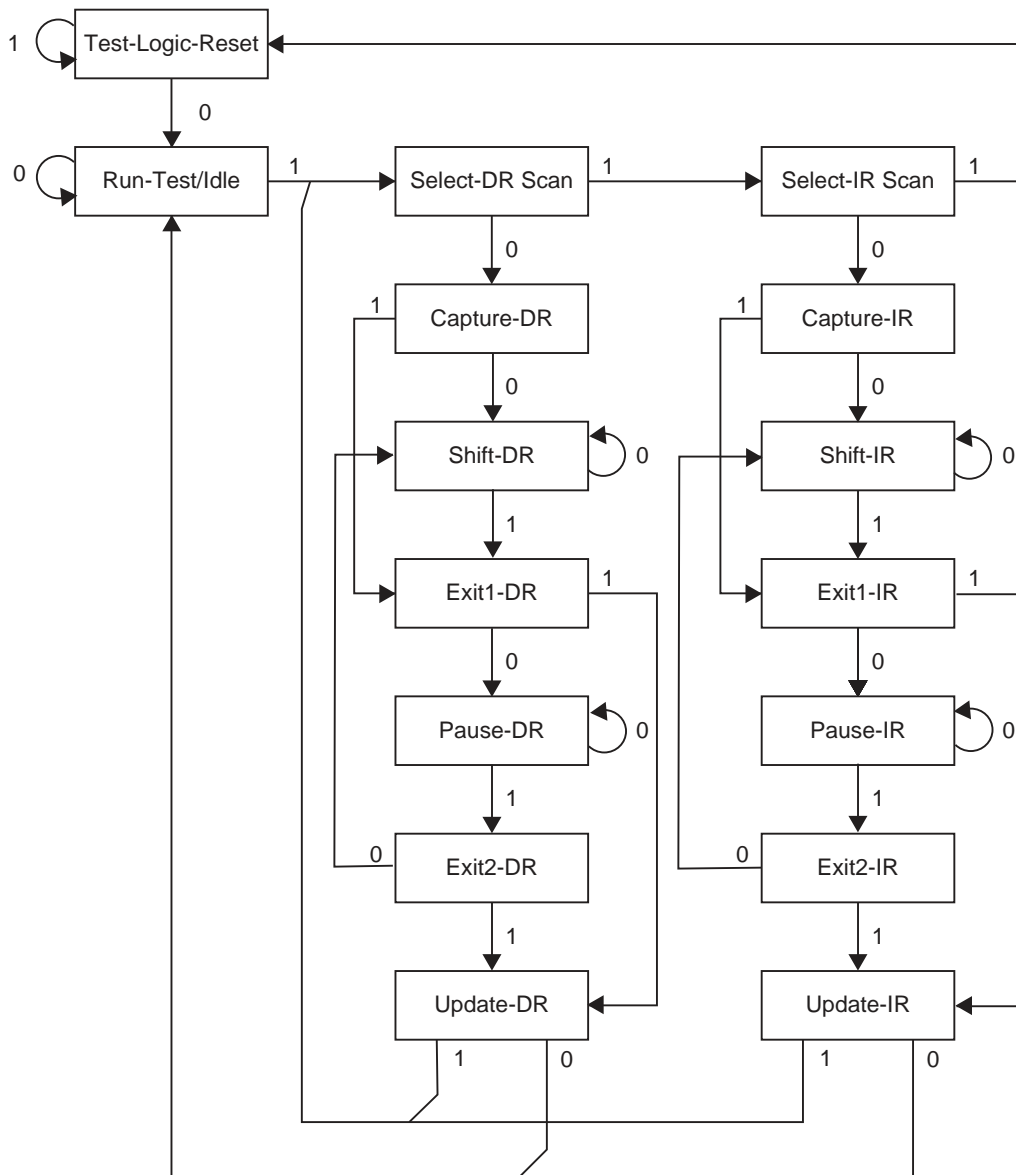 1
Test-Logic-Reset
0
0
Run-Test/Idle
1
Select-DR Scan
1
Select-IR Scan
1
0
0
1
Capture-DR
1
Capture-IR
0
0
Shift-DR
0
Shift-IR
0
1
1
Exit1-DR
1
Exit1-IR
1
0
0
Pause-DR
0
Pause-IR
0
1
1
0
Exit2-DR
0
Exit2-IR
1
1
Update-DR
Update-IR
1
0
1
0